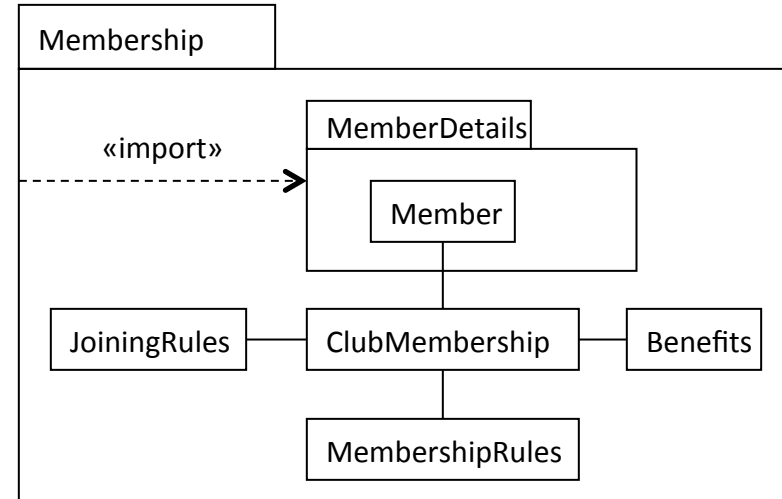 Membership
MemberDetails
«import»
Member
JoiningRules
ClubMembership
Benefits
MembershipRules